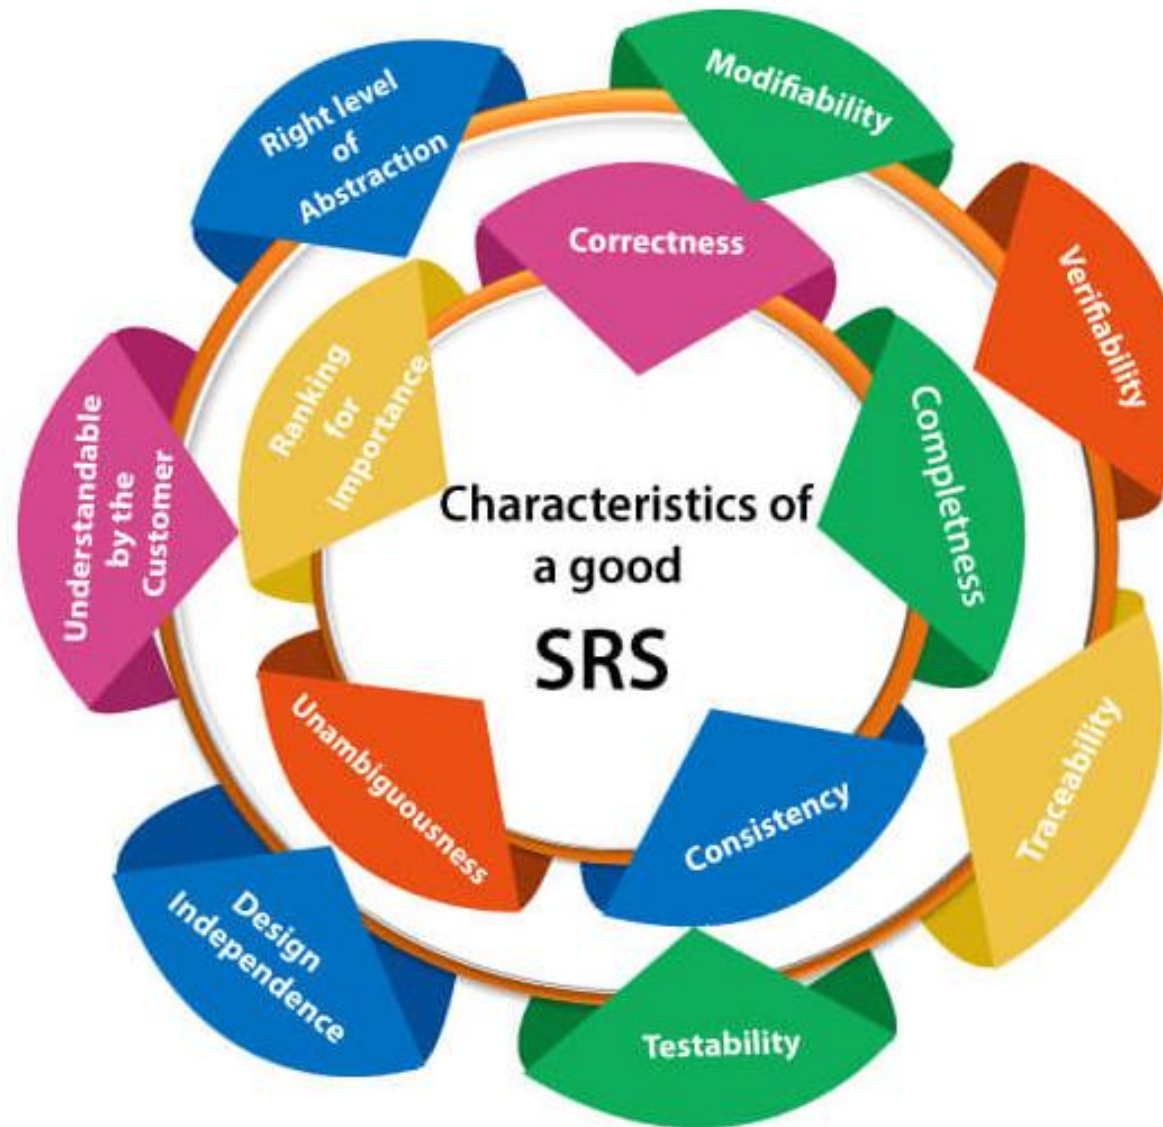 Characteristics of
a good
SRS
Correctness
Completness
Consistency
Unambiguousness
Ranking
for
importance
Modifiability
Verifiability
Traceability
Testability
Design
Independence
Understandable
by the
Customer
Right level
of
Abstraction